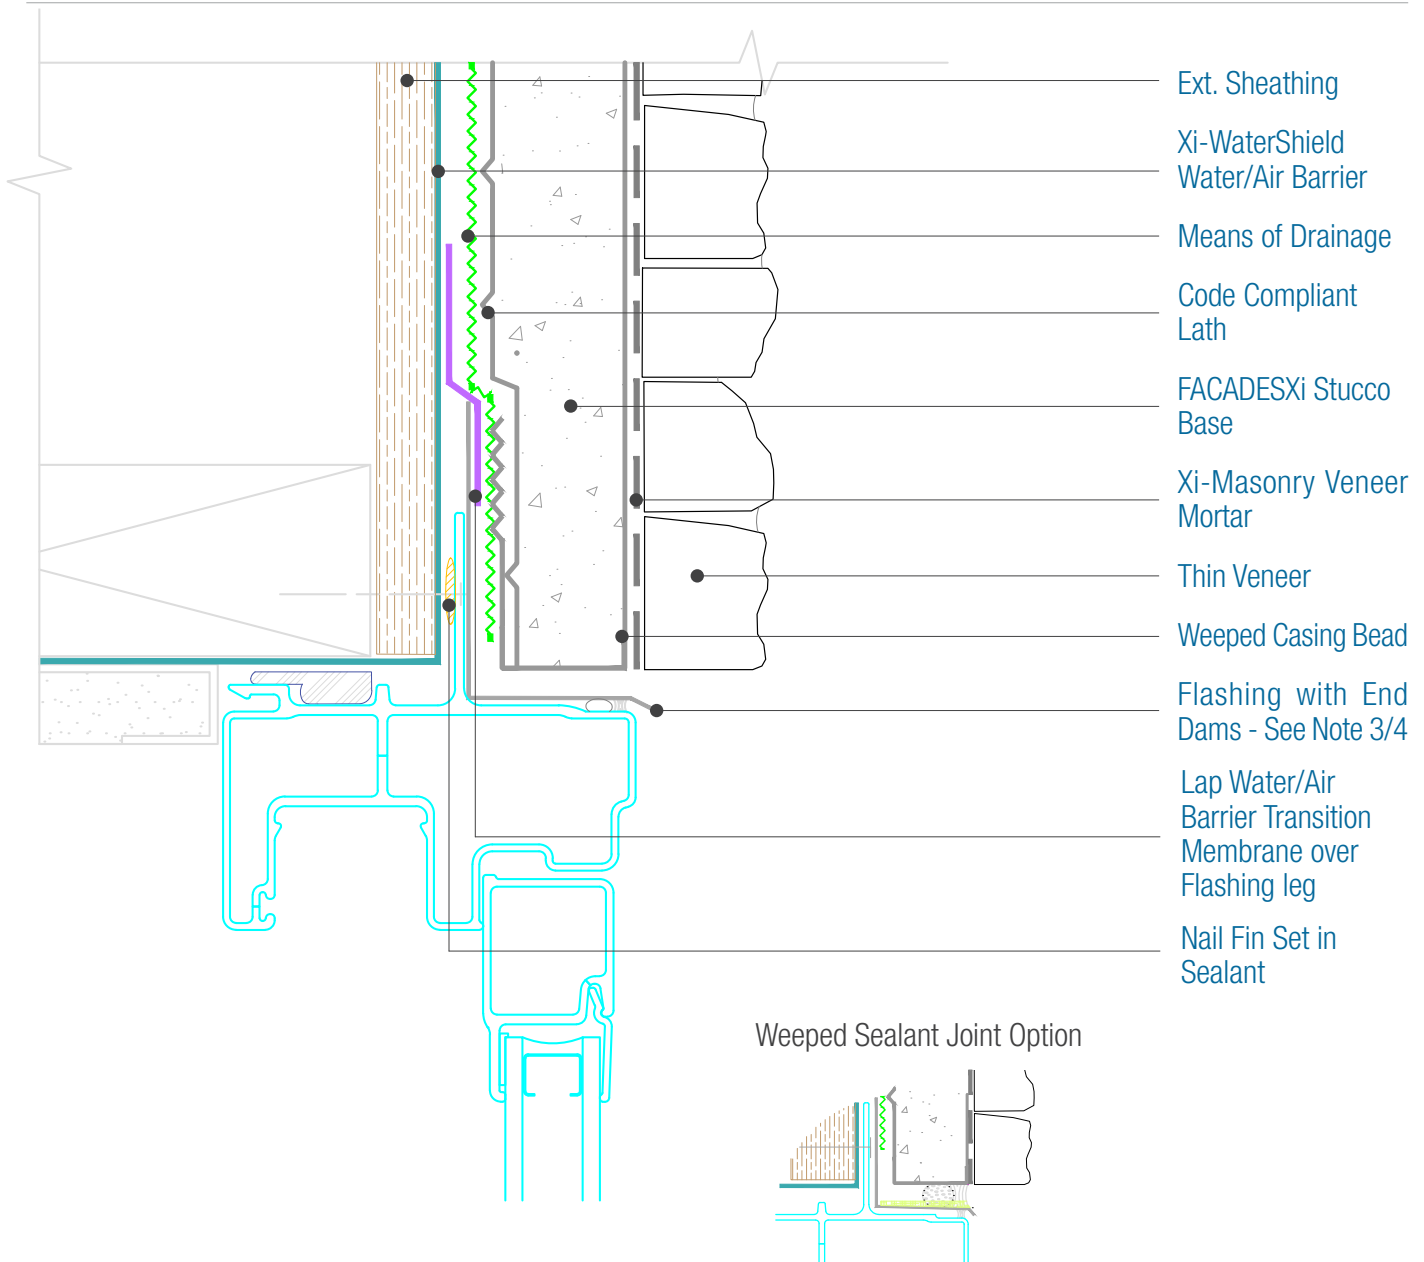 Ext. Sheathing
Xi-WaterShield
Water/Air Barrier
Means of Drainage
Code Compliant
Lath
FACADESXi Stucco
Base
Xi-Masonry Veneer
Mortar
Thin Veneer
Weeped Casing Bead
Flashing with End
Dams - See Note 3/4
Lap Water/Air
Barrier Transition
Membrane over
Flashing leg
Nail Fin Set in
Sealant
Weeped Sealant Joint Option